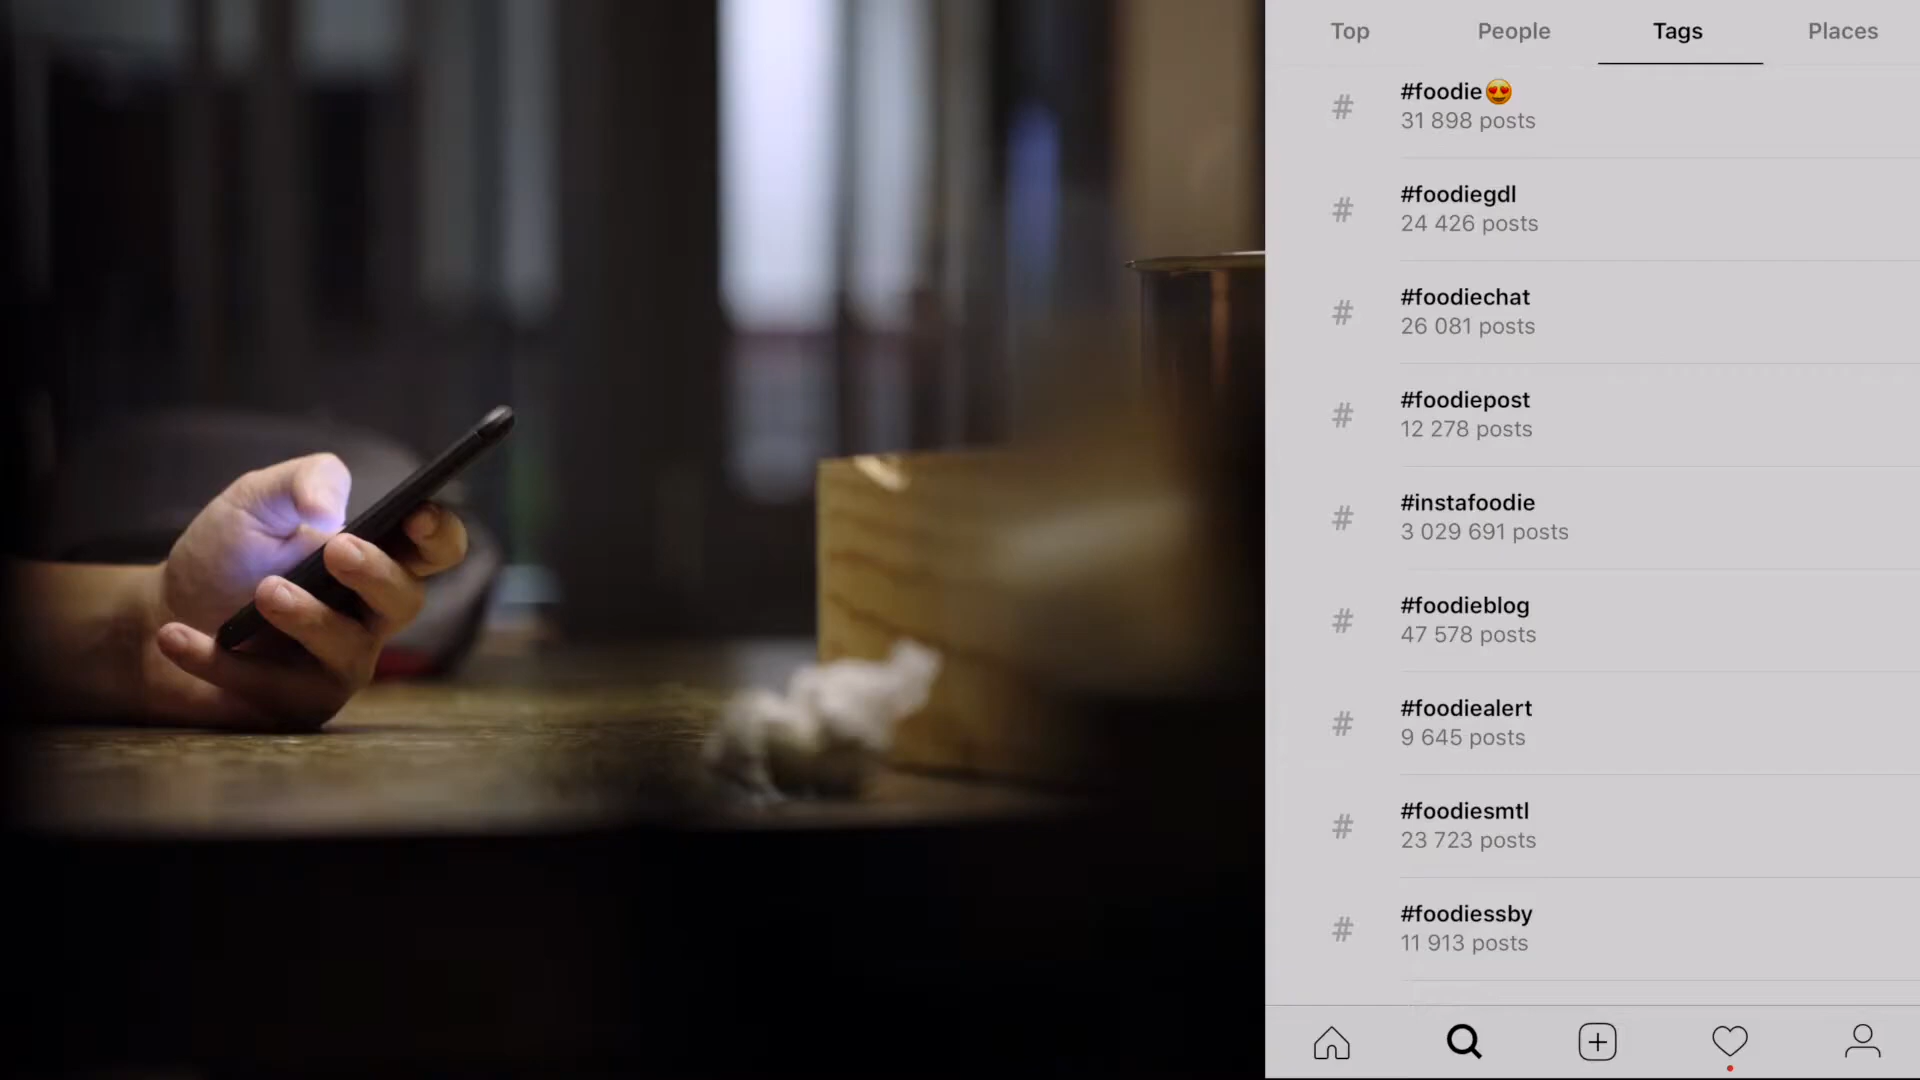 Top People Tags Places
#foodie😍
31 898 posts
#foodiegdl
24 426 posts
#foodiechat
26 081 posts
#foodiepost
12 278 posts
#instafoodie
3 029 691 posts
#foodieblog
47 578 posts
#foodiealert
9 645 posts
#foodiesmtl
23 723 posts
#foodiessby
11 913 posts